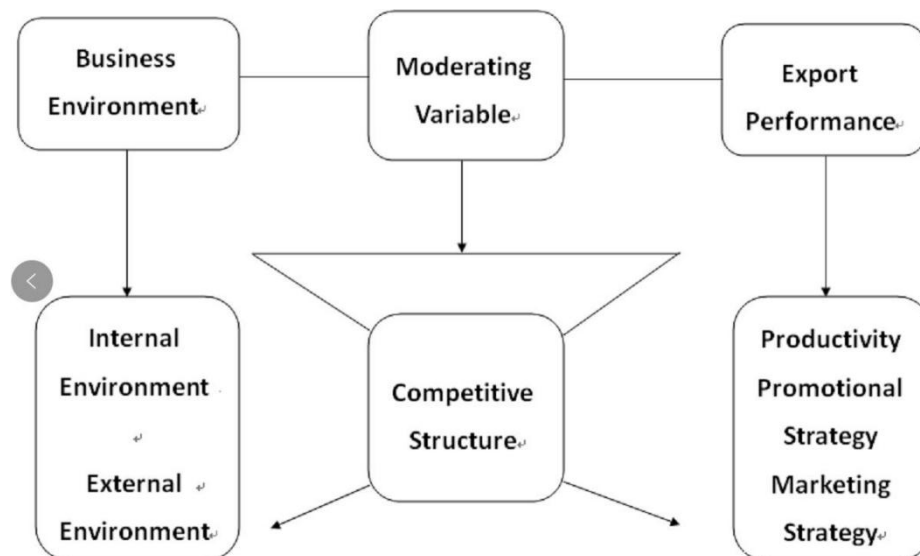 Business
Environment
Moderating
Variable
Export
Performance
Internal
Environment
External
Environment
Competitive
Structure
Productivity
Promotional
Strategy
Marketing
Strategy